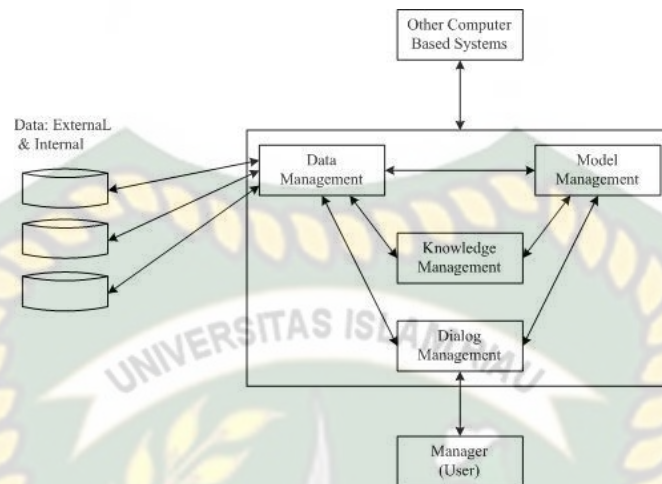 Other Computer
Based Systems
Data: ExternaL
& Internal
Data
Management
Model
Management
Knowledge
Management
Dialog
Management
Manager
(User)
UNIVERSITAS ISLAM RIAU